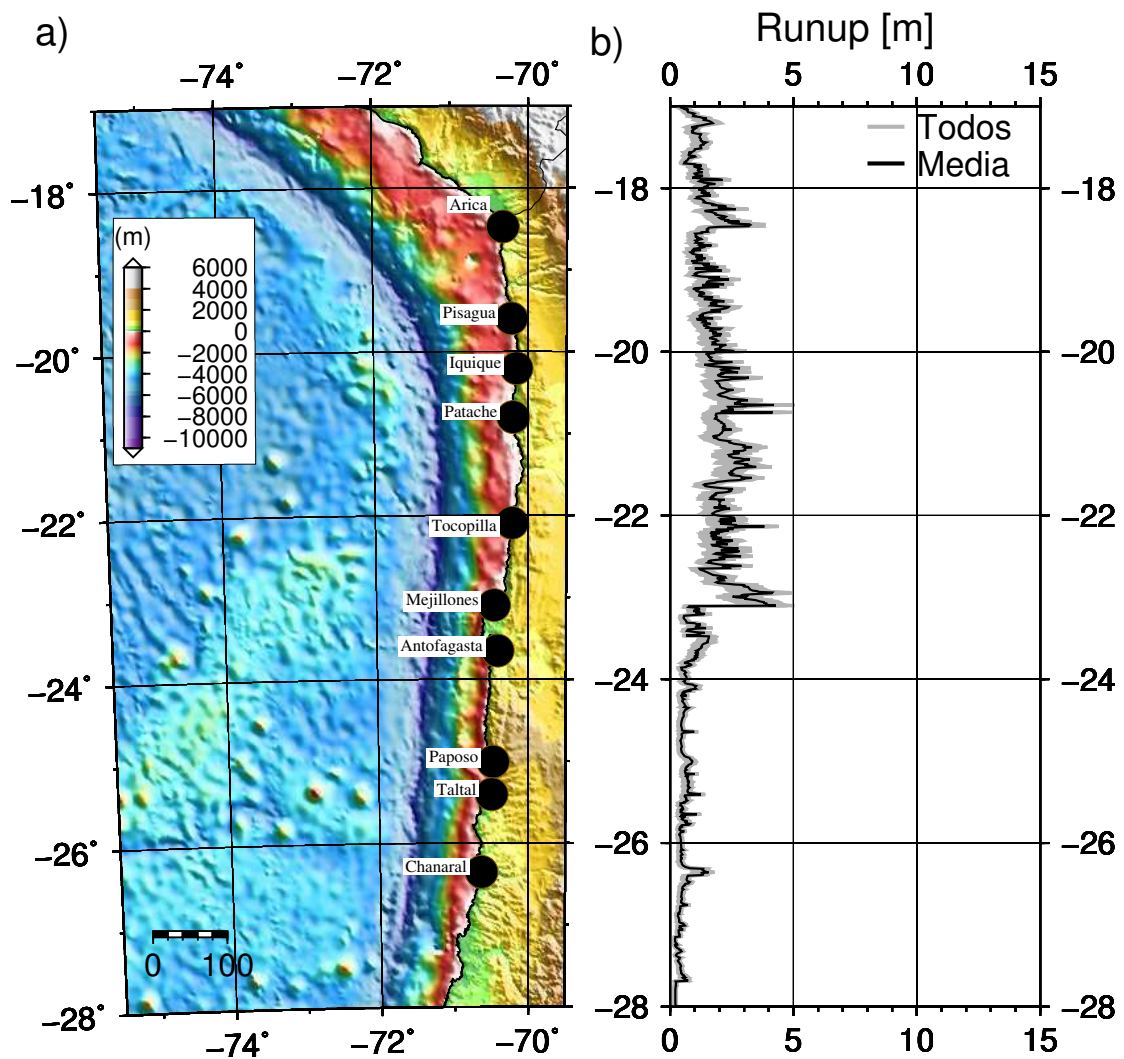 a)
−74˚ −72˚ −70˚
−18˚
−20˚
−22˚
−24˚
−26˚
−28˚
(m)
6000
4000
2000
0
−2000
−4000
−6000
−8000
−10000
Arica
Pisagua
Iquique
Patache
Tocopilla
Mejillones
Antofagasta
Paposo
Taltal
Chanaral
0 100
−74˚ −72˚ −70˚
b)
Runup [m]
0 5 10 15
Todos
Media
−18 −18
−20 −20
−22 −22
−24 −24
−26 −26
−28 −28
0 5 10 15